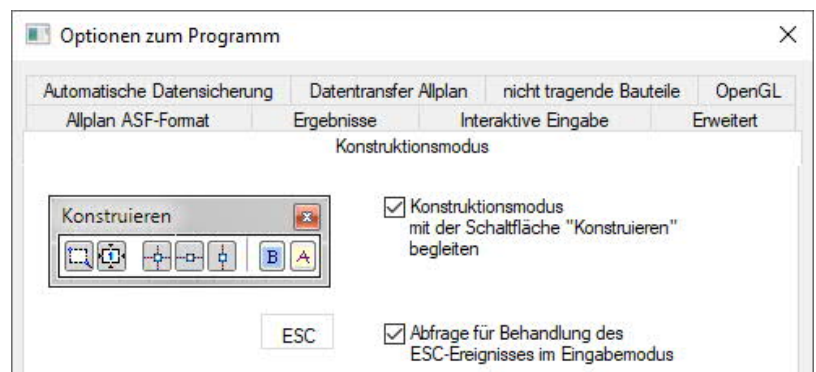 Optionen zum Programm
Automatische Datensicherung Datentransfer Allplan nicht tragende Bauteile OpenGL
Allplan ASF-Format Ergebnisse Interaktive Eingabe Erweitert
Konstruktionsmodus
Konstruieren
Konstruktionsmodus
mit der Schaltfläche "Konstruieren"
begleiten
1 B A
ESC
Abfrage für Behandlung des
ESC-Ereignisses im Eingabemodus